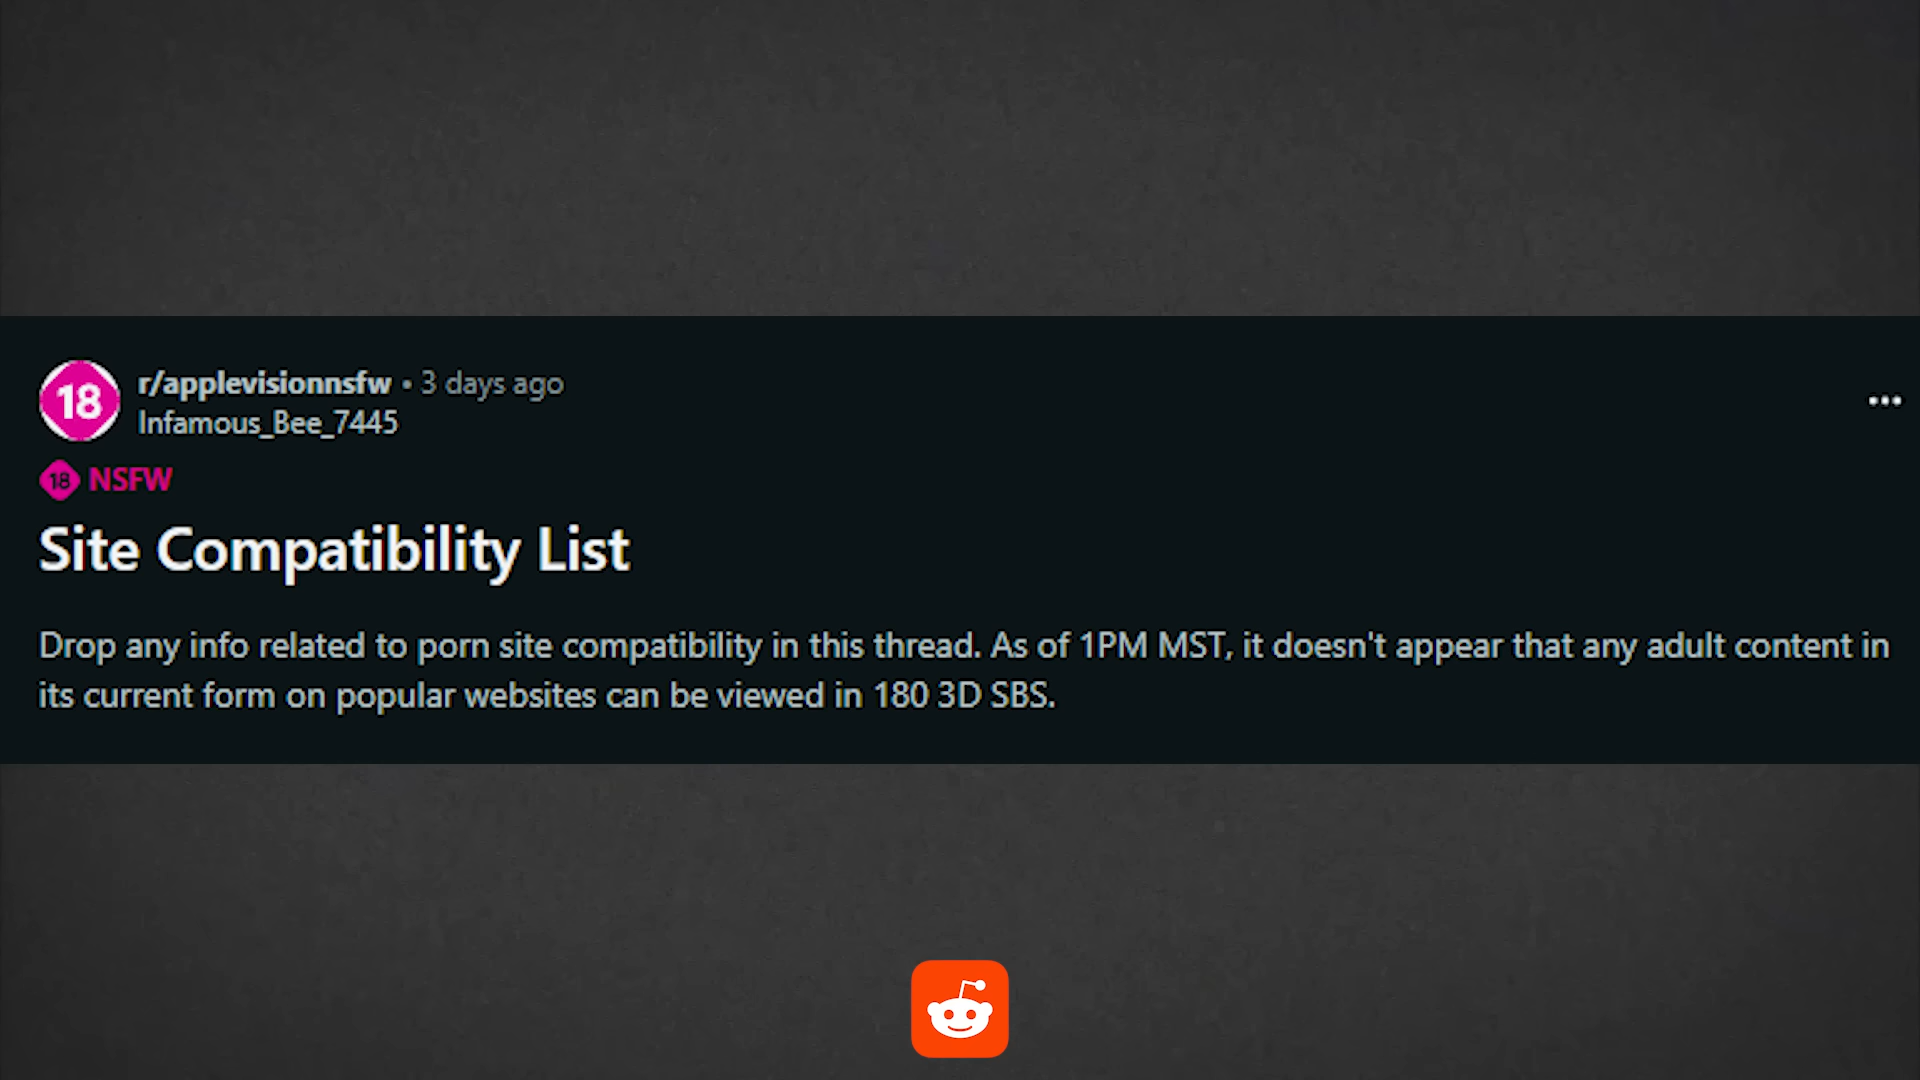 18
r/applevisionnsfw • 3 days ago
Infamous_Bee_7445
18 NSFW
Site Compatibility List
Drop any info related to porn site compatibility in this thread. As of 1PM MST, it doesn't appear that any adult content in
its current form on popular websites can be viewed in 180 3D SBS.